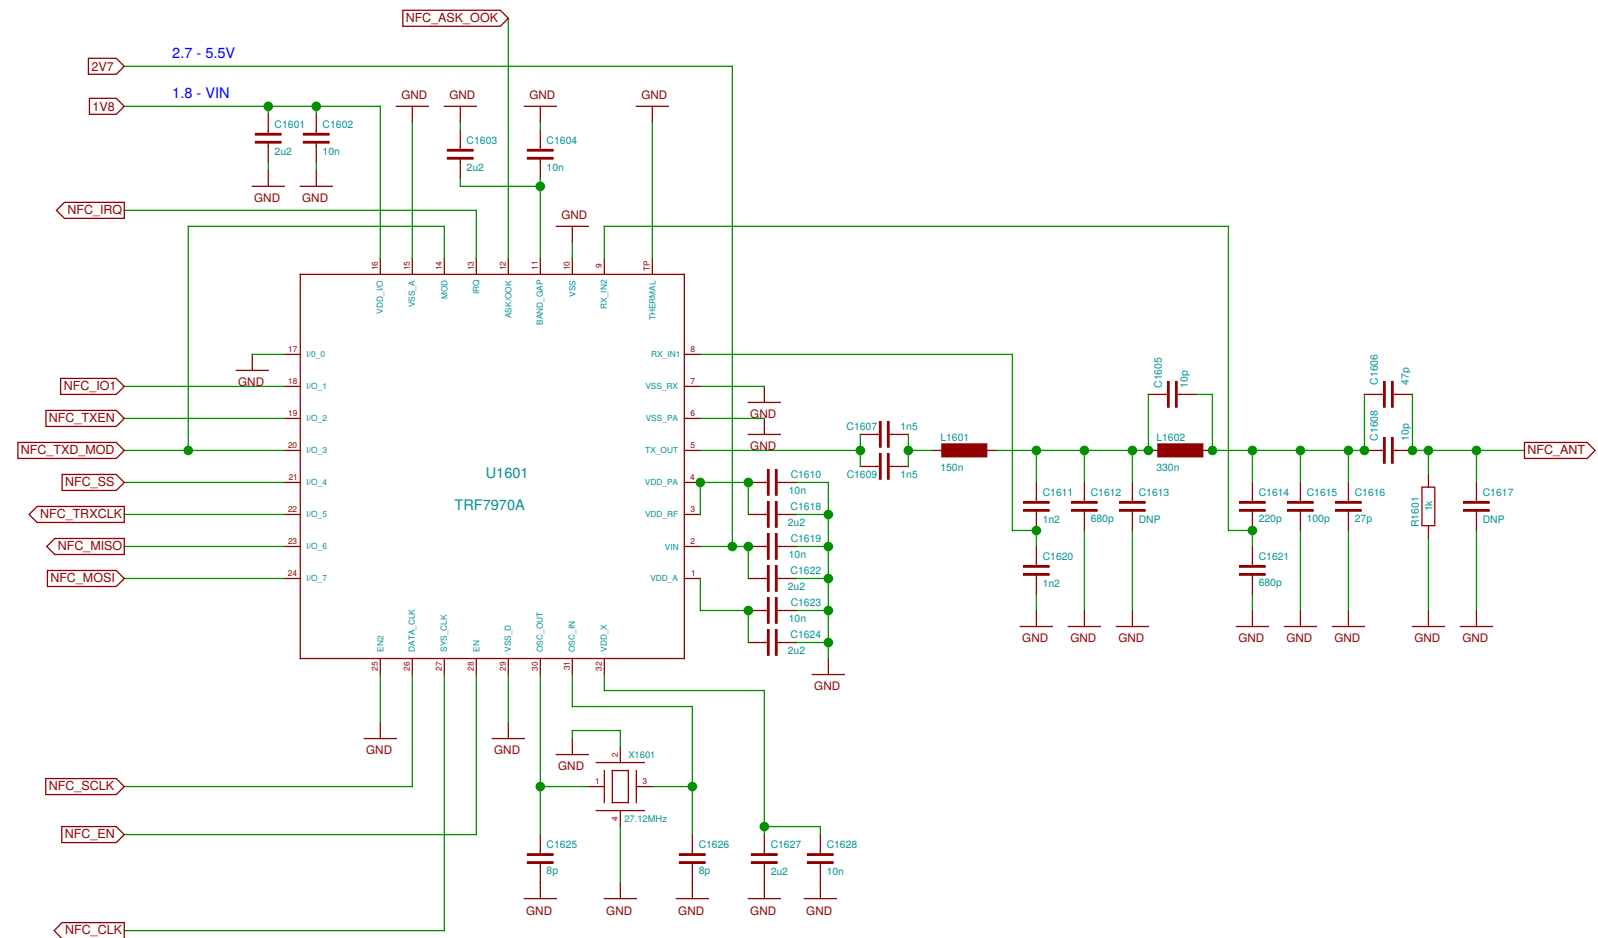 NFC_ASK_OOK
2.7 - 5.5V
2V7
1.8 - VIN
1V8
GND
GND
GND
GND
C1601
2u2
C1602
10n
C1603
2u2
C1604
10n
GND
GND
NFC_IRQ
GND
16
15
14
13
12
11
10
9
TP
VDD_I/O
VSS_A
MOD
IRQ
ASK/OOK
BAND_GAP
VSS
RX_IN2
THERMAL
17 I/0_0
GND
NFC_IO1
18 I/O_1
NFC_TXEN
19 I/O_2
NFC_TXD_MOD
20 I/O_3
NFC_SS
21 I/O_4
NFC_TRXCLK
22 I/O_5
NFC_MISO
23 I/O_6
NFC_MOSI
24 I/O_7
U1601
TRF7970A
RX_IN1 8
VSS_RX 7
GND
VSS_PA 6
GND
TX_OUT 5
VDD_PA 4
VDD_RF 3
VIN 2
VDD_A 1
C1607 1n5
C1609 1n5
L1601
150n
C1605
10p
L1602
330n
C1606
47p
C1608
10p
NFC_ANT
C1610
10n
C1618
2u2
C1619
10n
C1622
2u2
C1623
10n
C1624
2u2
GND
C1611
1n2
C1612
680p
C1613
DNP
C1614
220p
C1615
100p
C1616
27p
R1601
1k
C1617
DNP
C1620
1n2
C1621
680p
GND
GND
GND
GND
GND
GND
GND
GND
EN2
DATA_CLK
SYS_CLK
EN
VSS_D
OSC_OUT
OSC_IN
VDD_X
25
26
27
28
29
30
31
32
GND
GND
GND
X1601
2
1
3
4
27.12MHz
NFC_SCLK
NFC_EN
C1625
8p
C1626
8p
C1627
2u2
C1628
10n
GND
GND
GND
GND
GND
NFC_CLK